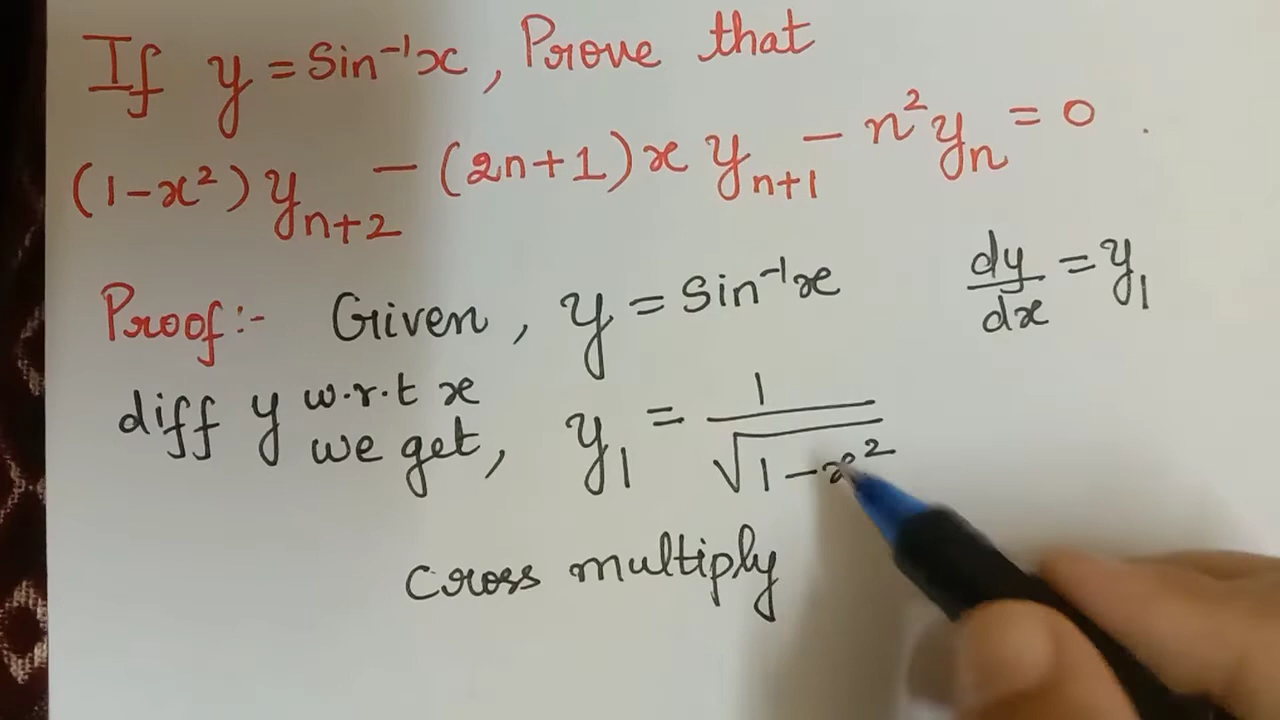 If y = Sin⁻¹x, Prove that
(1-x²) yₙ₊₂ - (2n+1) x yₙ₊₁ - n² yₙ = 0.
Proof:- Given, y = Sin⁻¹x
dy/dx = y₁
diff y w.r.t x
we get, y₁ = 1/√(1-x²)
Cross multiply